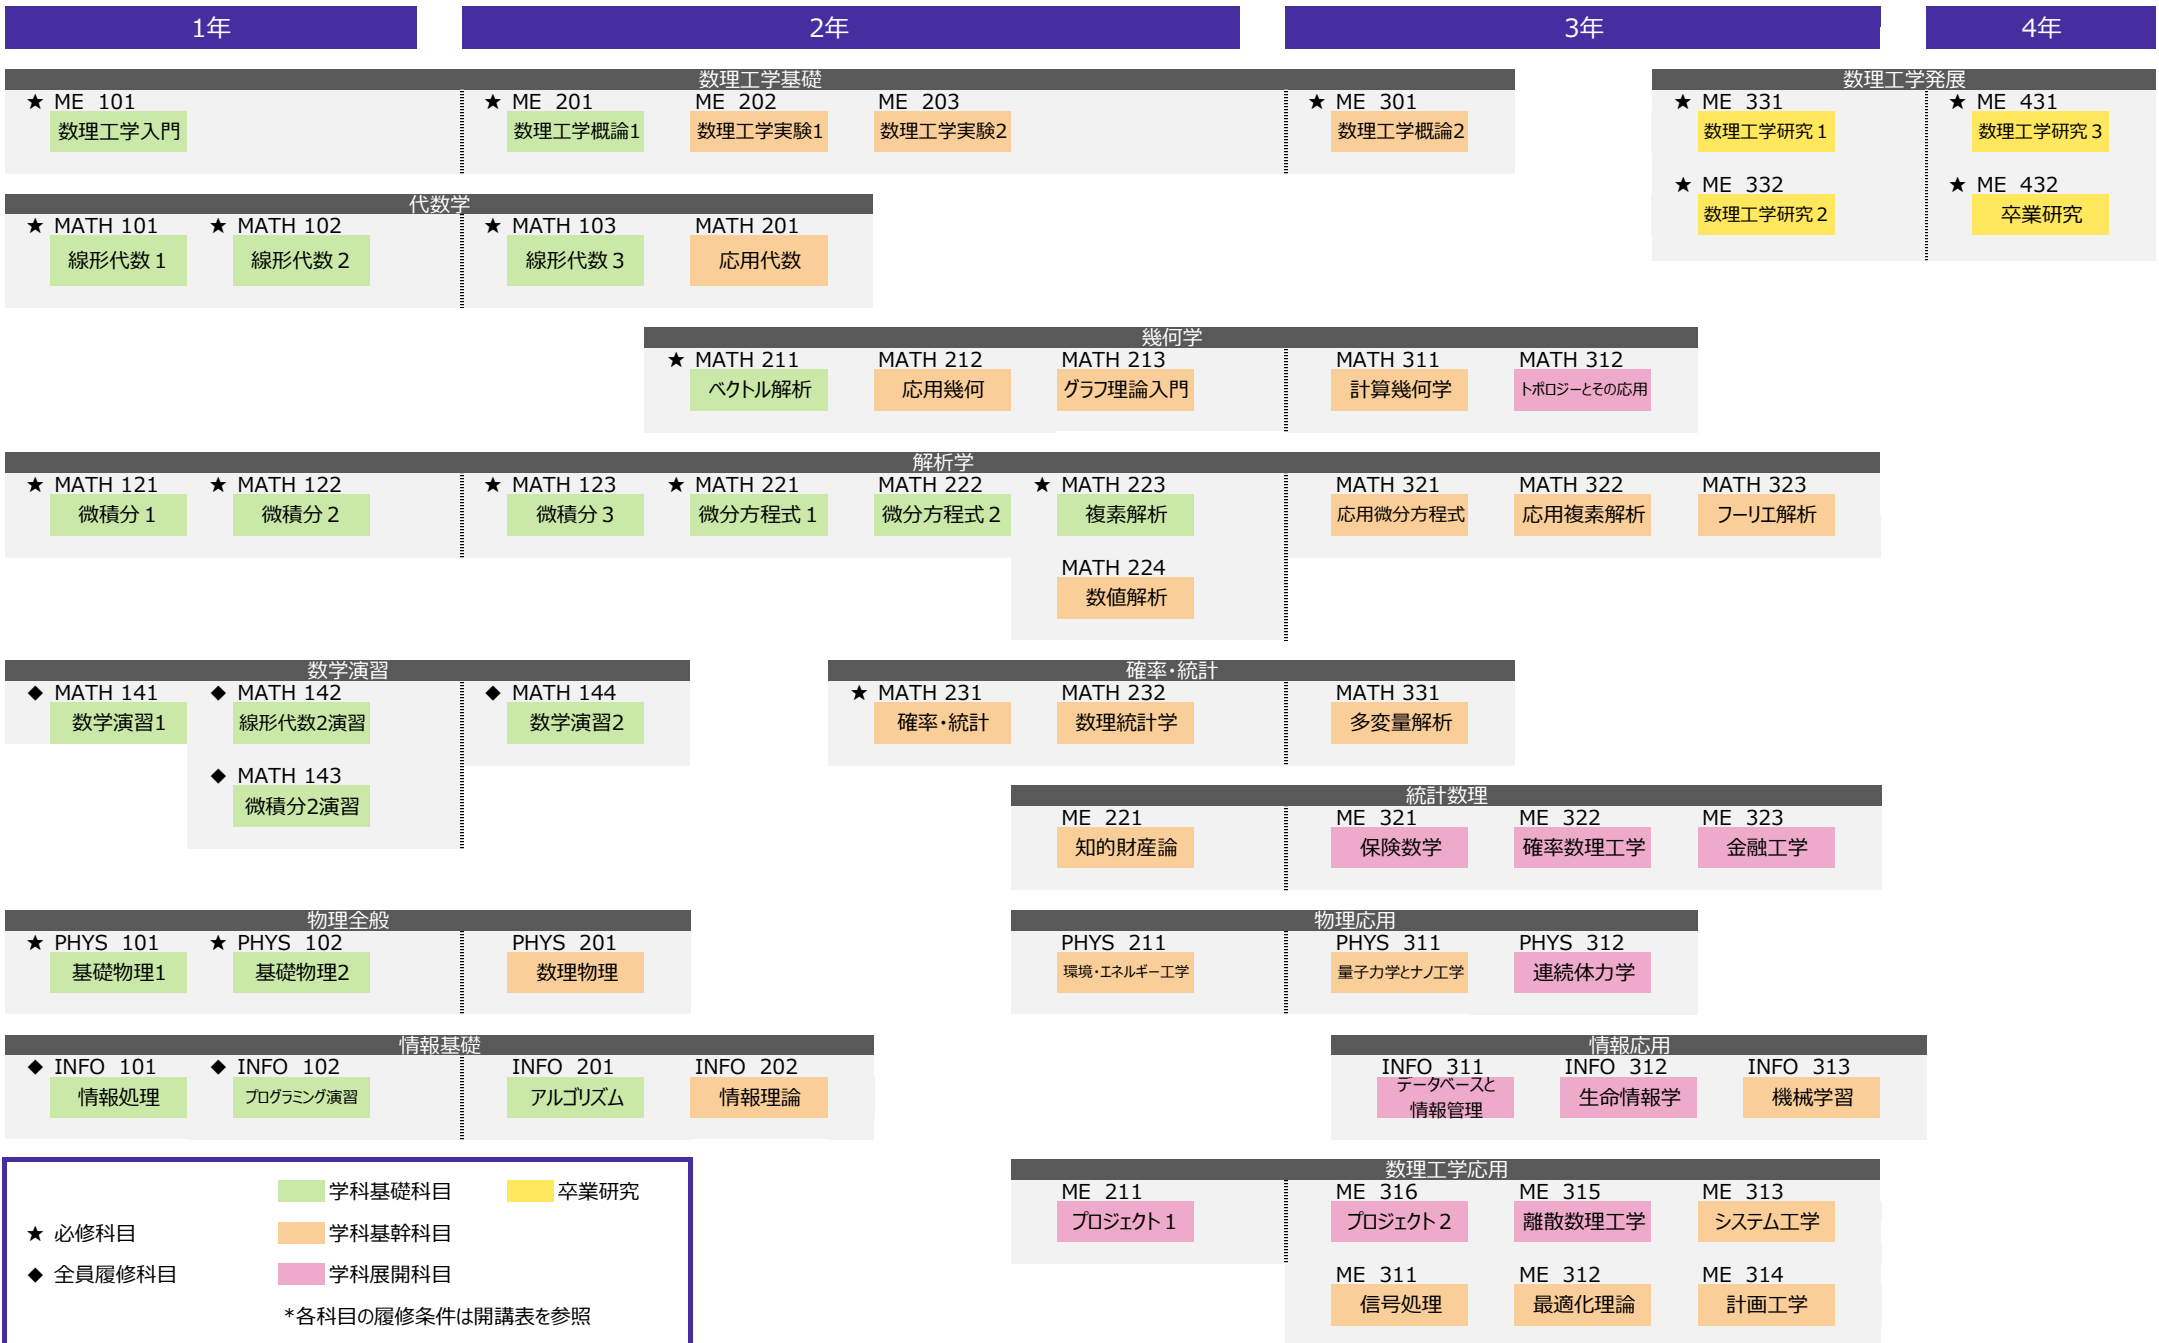 1年 2年 3年 4年
数理工学基礎 数理工学発展
★ ME 101 ★ ME 201 ME 202 ME 203 ★ ME 301 ★ ME 331 ★ ME 431
数理工学入門 数理工学概論1 数理工学実験1 数理工学実験2 数理工学概論2 数理工学研究１ 数理工学研究３
★ ME 332 ★ ME 432
数理工学研究２ 卒業研究
代数学
★ MATH 101 ★ MATH 102 ★ MATH 103 MATH 201
線形代数１ 線形代数２ 線形代数３ 応用代数
幾何学
★ MATH 211 MATH 212 MATH 213 MATH 311 MATH 312
ベクトル解析 応用幾何 グラフ理論入門 計算幾何学 トポロジーとその応用
解析学
★ MATH 121 ★ MATH 122 ★ MATH 123 ★ MATH 221 MATH 222 ★ MATH 223 MATH 321 MATH 322 MATH 323
微積分１ 微積分２ 微積分３ 微分方程式１ 微分方程式２ 複素解析 応用微分方程式 応用複素解析 フーリエ解析
MATH 224
数値解析
数学演習 確率・統計
◆ MATH 141 ◆ MATH 142 ◆ MATH 144 ★ MATH 231 MATH 232 MATH 331
数学演習1 線形代数2演習 数学演習2 確率・統計 数理統計学 多変量解析
◆ MATH 143
微積分2演習
統計数理
ME 221 ME 321 ME 322 ME 323
知的財産論 保険数学 確率数理工学 金融工学
物理全般 物理応用
★ PHYS 101 ★ PHYS 102 PHYS 201 PHYS 211 PHYS 311 PHYS 312
基礎物理1 基礎物理2 数理物理 環境・エネルギー工学 量子力学とナノ工学 連続体力学
情報基礎 情報応用
◆ INFO 101 ◆ INFO 102 INFO 201 INFO 202 INFO 311 INFO 312 INFO 313
情報処理 プログラミング演習 アルゴリズム 情報理論 データベースと 生命情報学 機械学習
情報管理
数理工学応用
ME 211 ME 316 ME 315 ME 313
プロジェクト１ プロジェクト２ 離散数理工学 システム工学
ME 311 ME 312 ME 314
信号処理 最適化理論 計画工学
学科基礎科目 卒業研究
★ 必修科目 学科基幹科目
◆ 全員履修科目 学科展開科目
*各科目の履修条件は開講表を参照